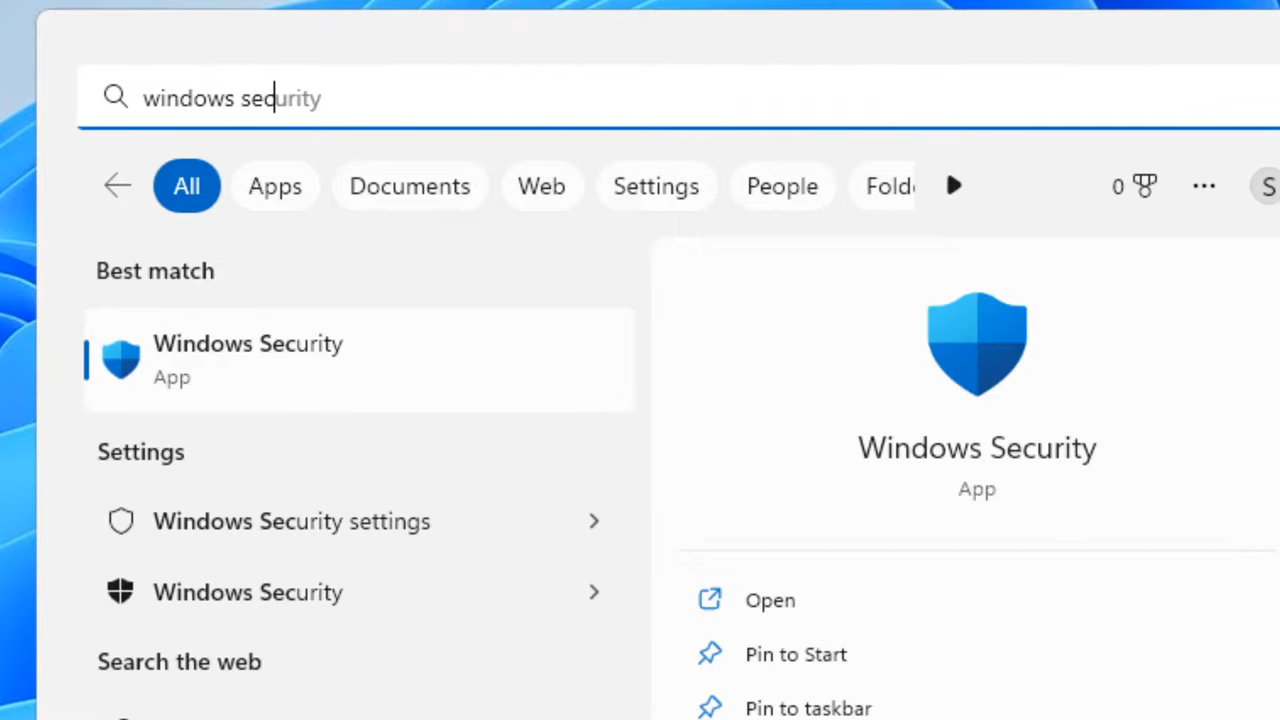 windows security
All Apps Documents Web Settings People Folde 0 S
Best match
Windows Security
App
Settings
Windows Security settings
Windows Security
Search the web
Windows Security
App
Open
Pin to Start
Pin to taskbar